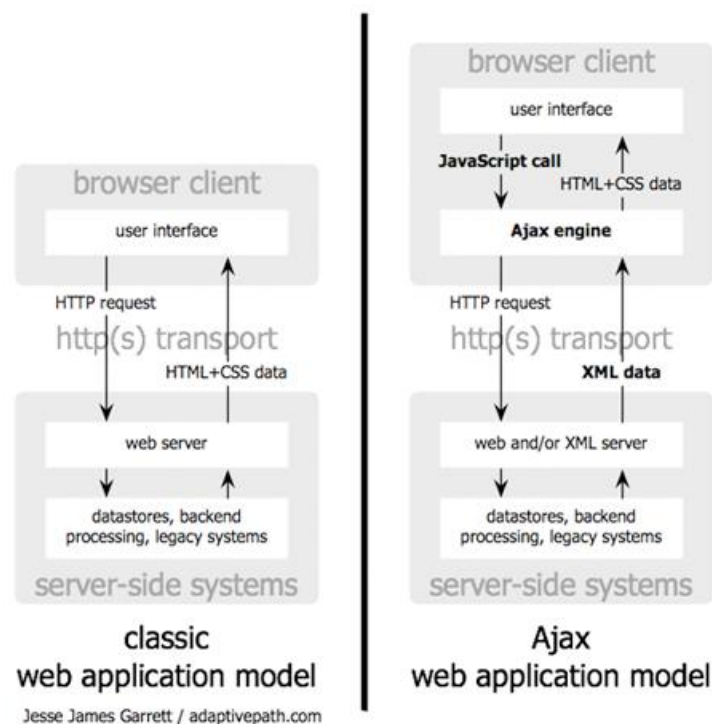 browser client
user interface
HTTP request
http(s) transport
HTML+CSS data
web server
datastores, backend
processing, legacy systems
server-side systems
classic
web application model
Jesse James Garrett / adaptivepath.com
browser client
user interface
JavaScript call
HTML+CSS data
Ajax engine
HTTP request
http(s) transport
XML data
web and/or XML server
datastores, backend
processing, legacy systems
server-side systems
Ajax
web application model